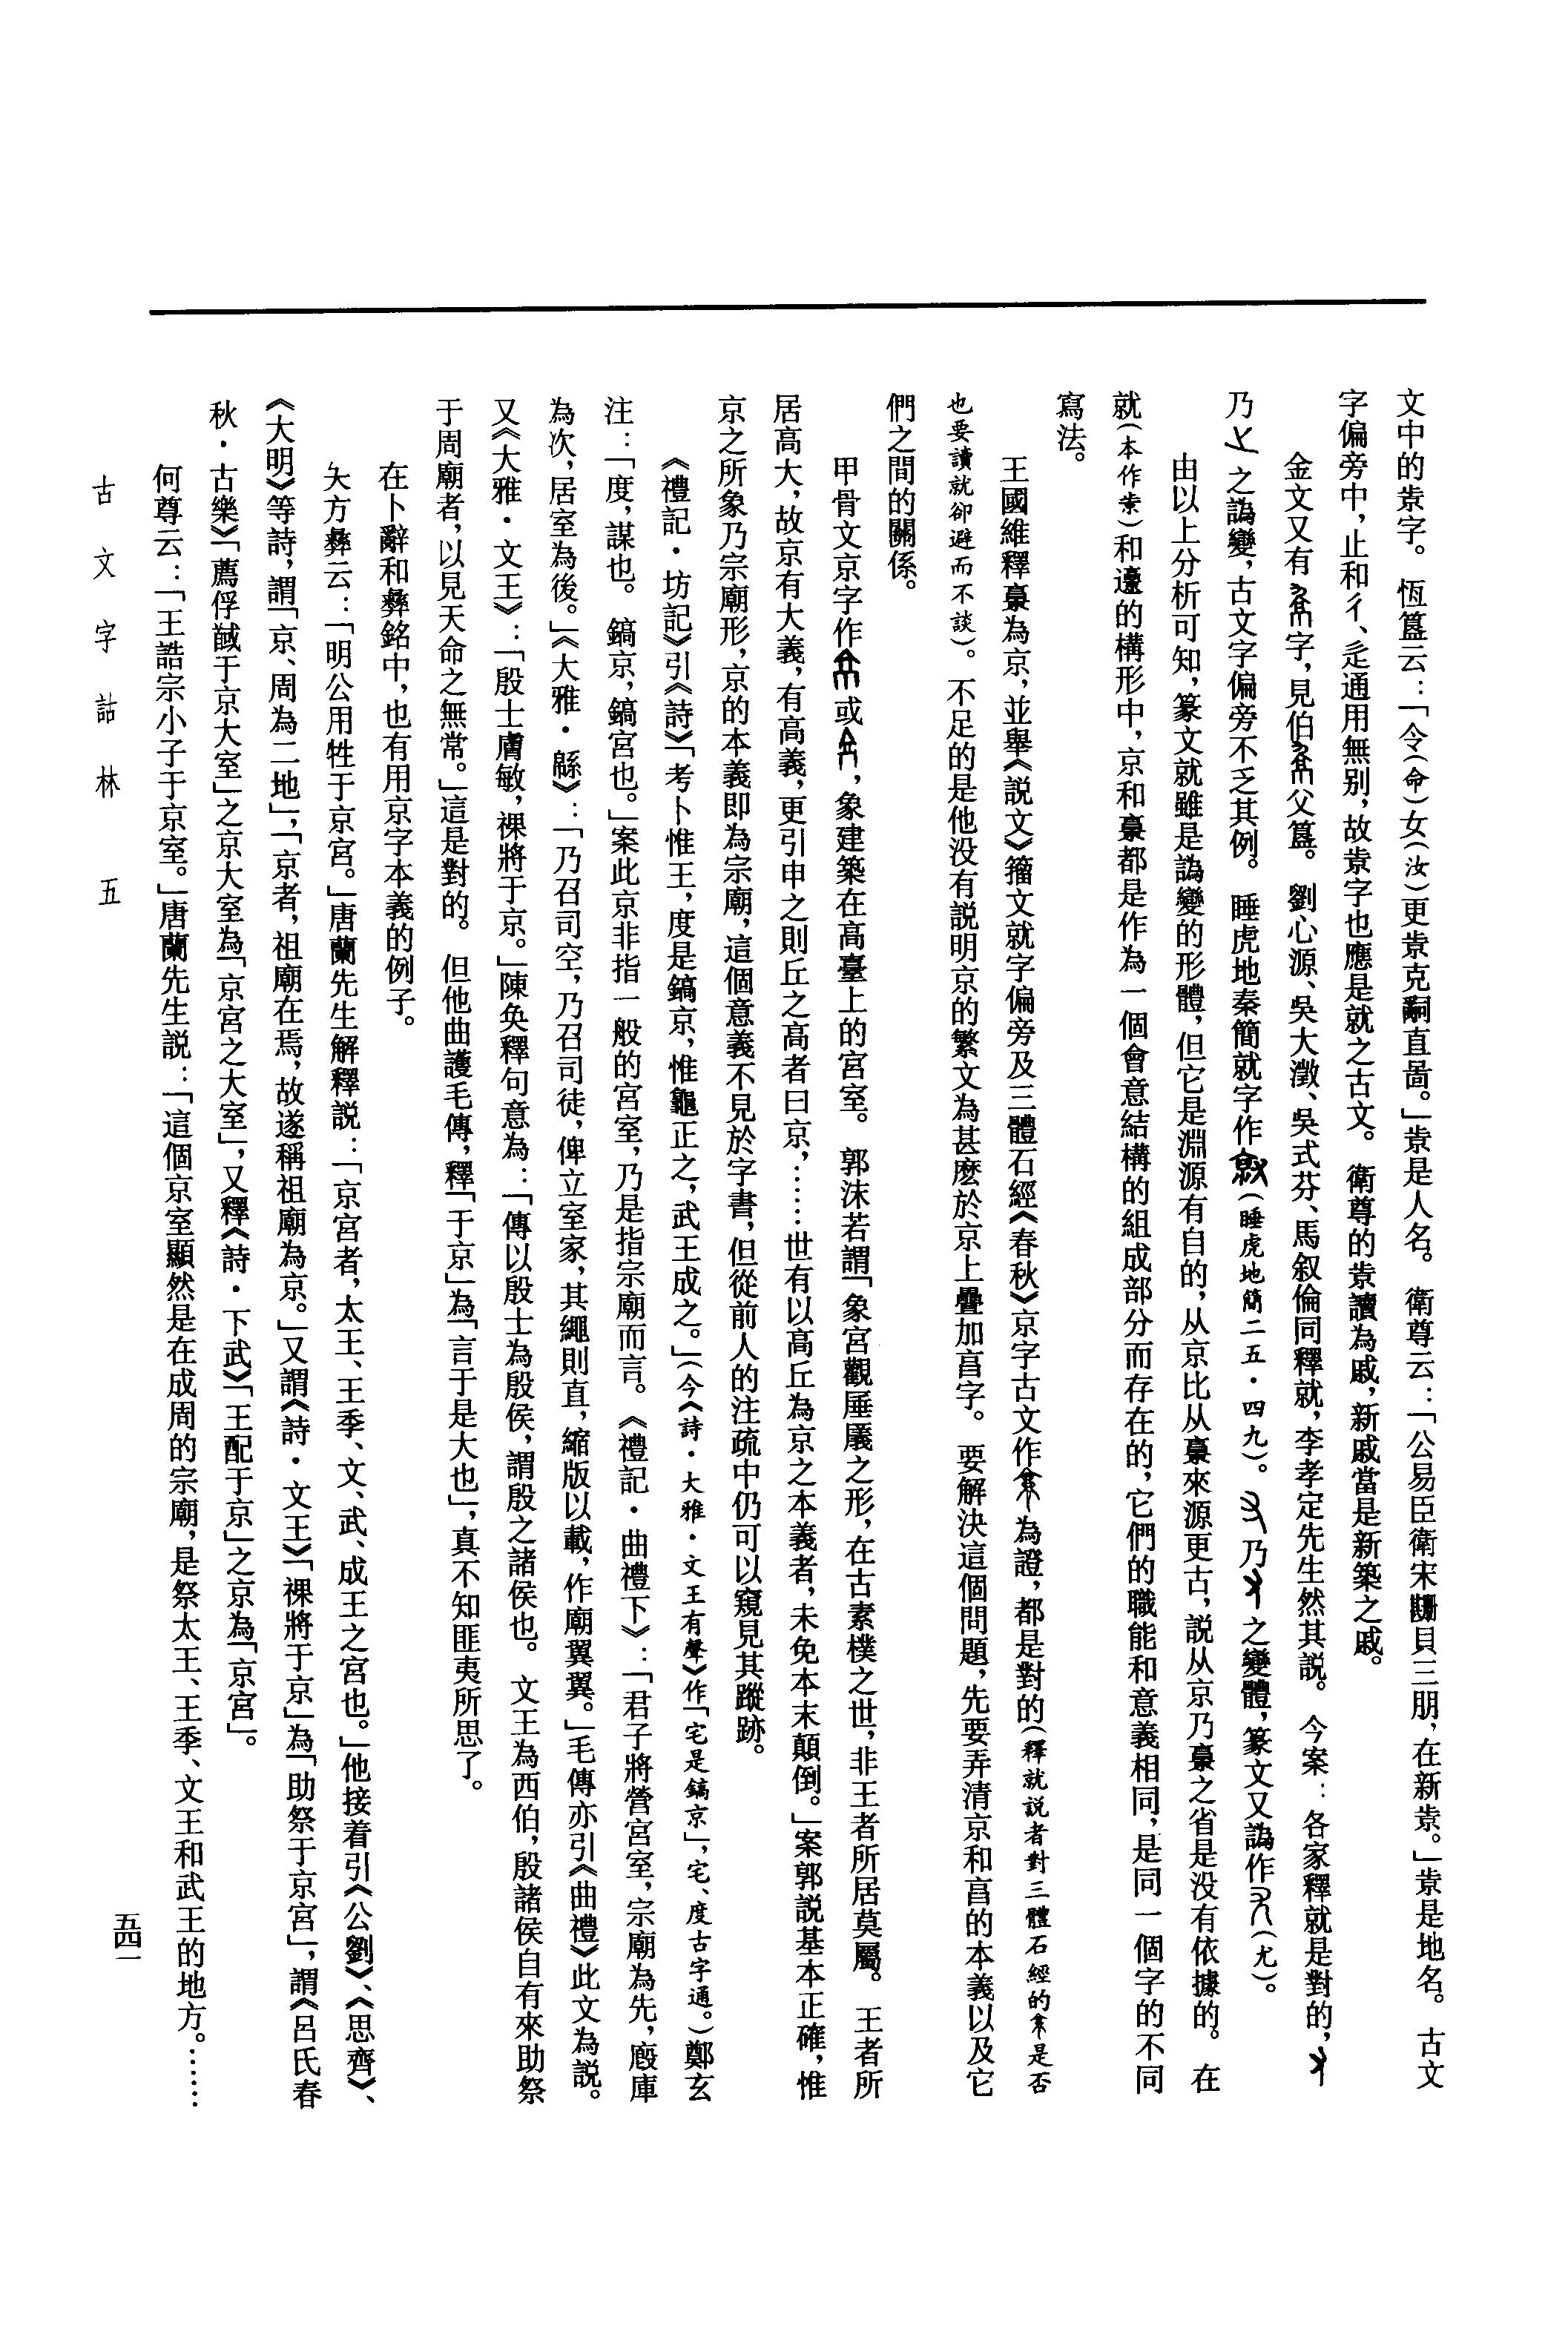 文中的字。恆簋云：「令（命）女（汝）更克直啚。」是人名。衛尊云：「公易臣衛宋貝三朋，在新。」是地名。古文
字偏旁中，止和彳、辵通用無别，故字也應是就之古文。衛尊的讀為戚，新戚當是新築之戚。
金文又有字，見伯父簋。劉心源、吳大澂、吳式芬、馬叙倫同釋就，李孝定先生然其説。今案：各家釋就是對的，
乃之譌變，古文字偏旁不乏其例。睡虎地秦簡就字作（睡虎地簡二五·四九）。乃之變體，篆文又譌作（尤）。
由以上分析可知，篆文就雖是譌變的形體，但它是淵源有自的，从京比从來源更古，説从京乃之省是没有依據的。在
就（本作）和的構形中，京和都是作為一個會意結構的組成部分而存在的，它們的職能和意義相同，是同一個字的不同
寫法。
王國維釋為京，並舉《説文》籀文就字偏旁及三體石經《春秋》京字古文作為證，都是對的（釋就説者對三體石經的是否
也要讀就卻避而不談）。不足的是他没有説明京的繁文為甚麽於京上疊加亯字。要解決這個問題，先要弄清京和亯的本義以及它
們之間的關係。
甲骨文京字作或，象建築在高臺上的宮室。郭沫若謂「象宮觀厜㕒之形，在古素樸之世，非王者所居莫屬。王者所
居高大，故京有大義，有高義，更引申之則丘之高者曰京，……世有以高丘為京之本義者，未免本末顛倒。」案郭説基本正確，惟
京之所象乃宗廟形，京的本義即為宗廟，這個意義不見於字書，但從前人的注疏中仍可以窺見其蹤跡。
《禮記·坊記》引《詩》「考卜惟王，度是鎬京，惟龜正之，武王成之。」（今《詩·大雅·文王有聲》作「宅是鎬京」，宅、度古字通。）鄭玄
注：「度，謀也。鎬京，鎬宮也。」案此京非指一般的宮室，乃是指宗廟而言。《禮記·曲禮下》：「君子將營宮室，宗廟為先，廄庫
為次，居室為後。」《大雅·緜》：「乃召司空，乃召司徒，俾立室家，其繩則直，縮版以載，作廟翼翼。」毛傳亦引《曲禮》此文為説。
又《大雅·文王》：「殷士膚敏，祼將于京。」陳奐釋句意為：「傳以殷士為殷侯，謂殷之諸侯也。文王為西伯，殷諸侯自有來助祭
于周廟者，以見天命之無常。」這是對的。但他曲護毛傳，釋「于京」為「言于是大也」，真不知匪夷所思了。
在卜辭和彝銘中，也有用京字本義的例子。
夨方彝云：「明公用牲于京宮。」唐蘭先生解釋説：「京宮者，太王、王季、文、武、成王之宮也。」他接着引《公劉》、《思齊》、
《大明》等詩，謂「京、周為二地」，「京者，祖廟在焉，故遂稱祖廟為京。」又謂《詩·文王》「祼將于京」為「助祭于京宮」，謂《呂氏春
秋·古樂》「薦俘馘于京大室」之京大室為「京宮之大室」，又釋《詩·下武》「王配于京」之京為「京宮」。
何尊云：「王誥宗小子于京室。」唐蘭先生説：「這個京室顯然是在成周的宗廟，是祭太王、王季、文王和武王的地方。……
古文字詁林 五
五四一